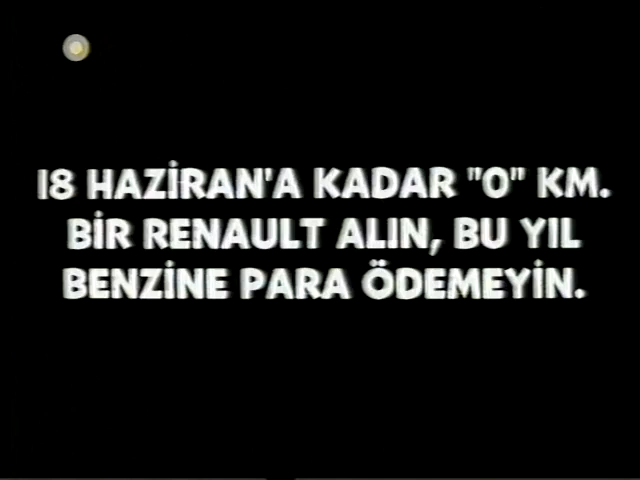 18 HAZİRAN'A KADAR "0" KM.
BİR RENAULT ALIN, BU YIL
BENZİNE PARA ÖDEMEYİN.